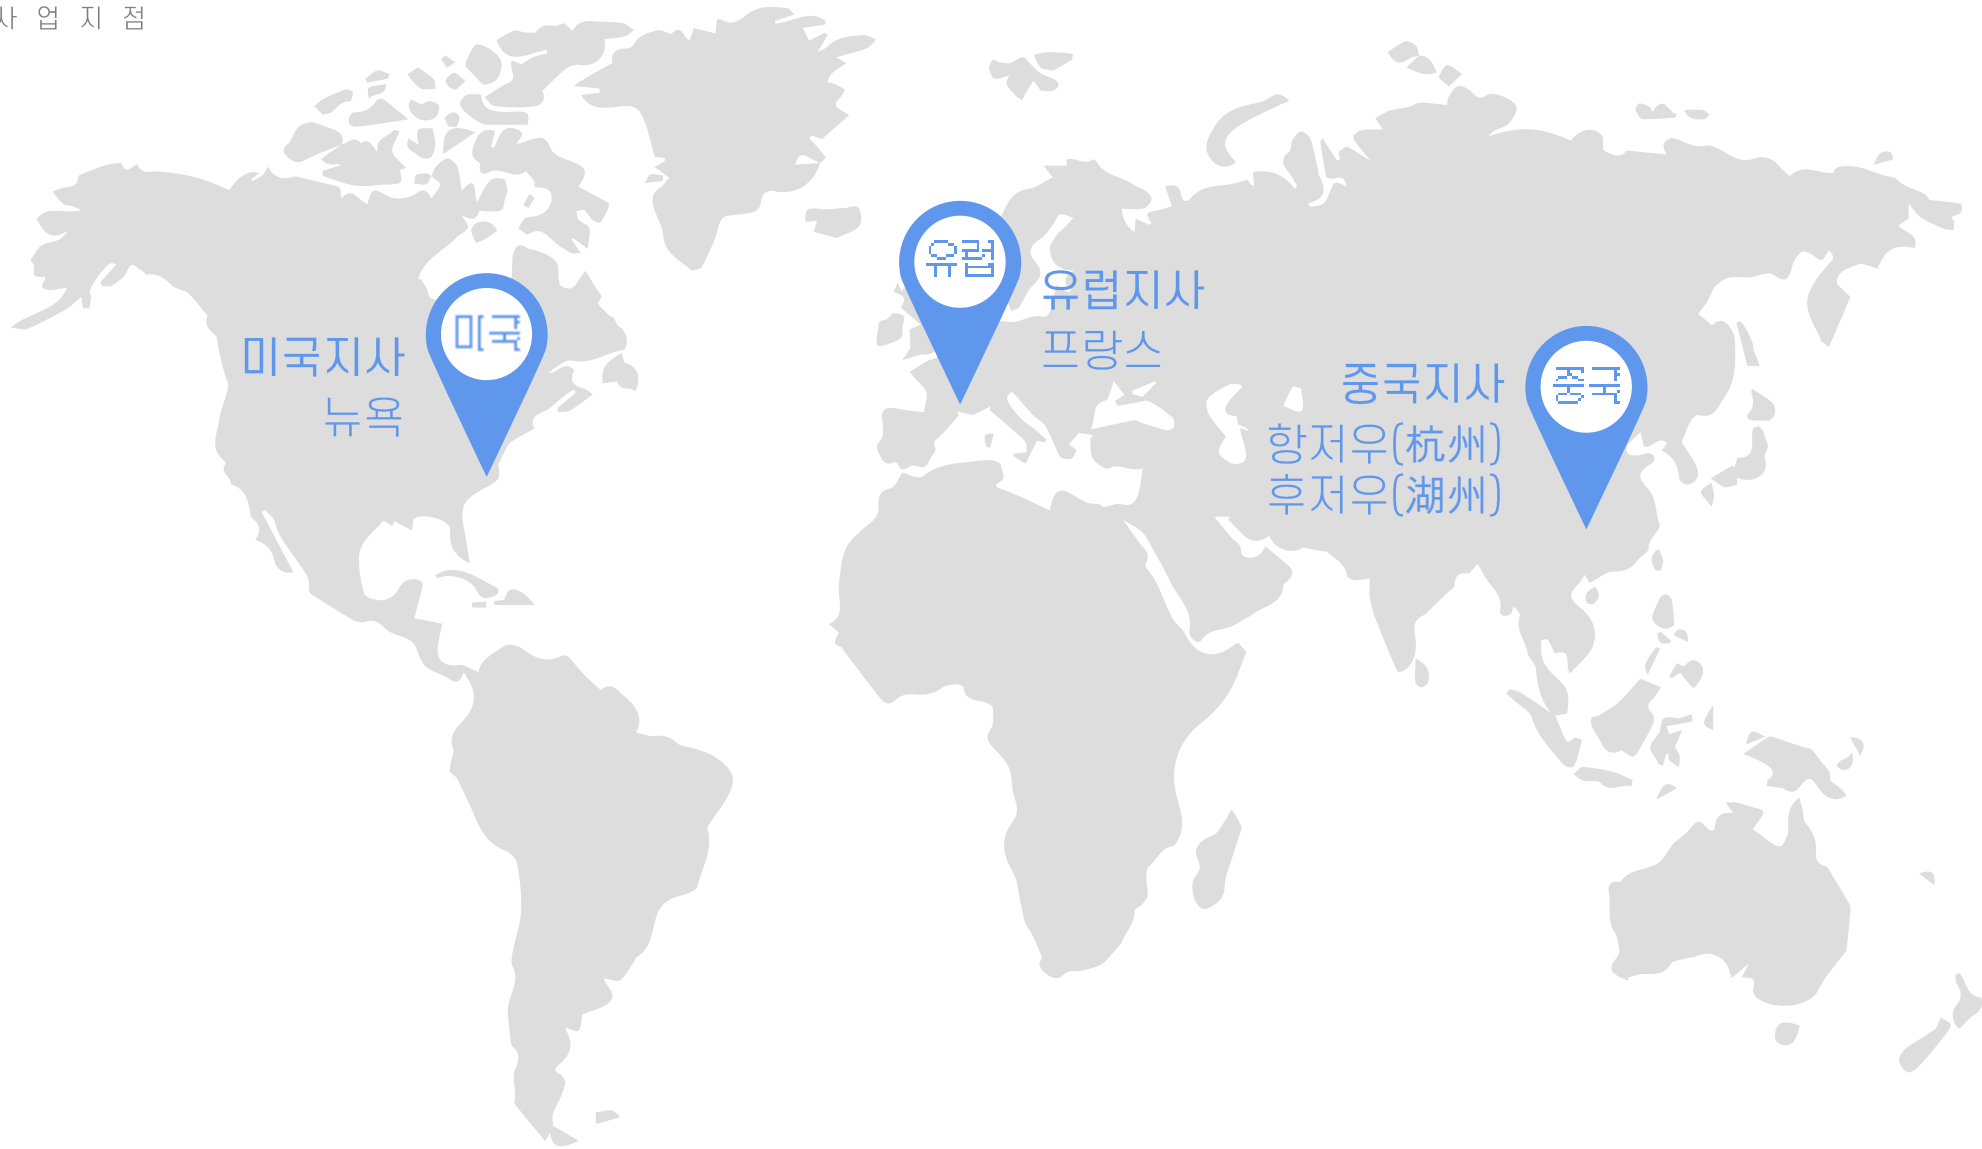 사업지점
유럽
유럽지사
프랑스
미국
미국지사
뉴욕
중국
중국지사
항저우(杭州)
후저우(湖州)